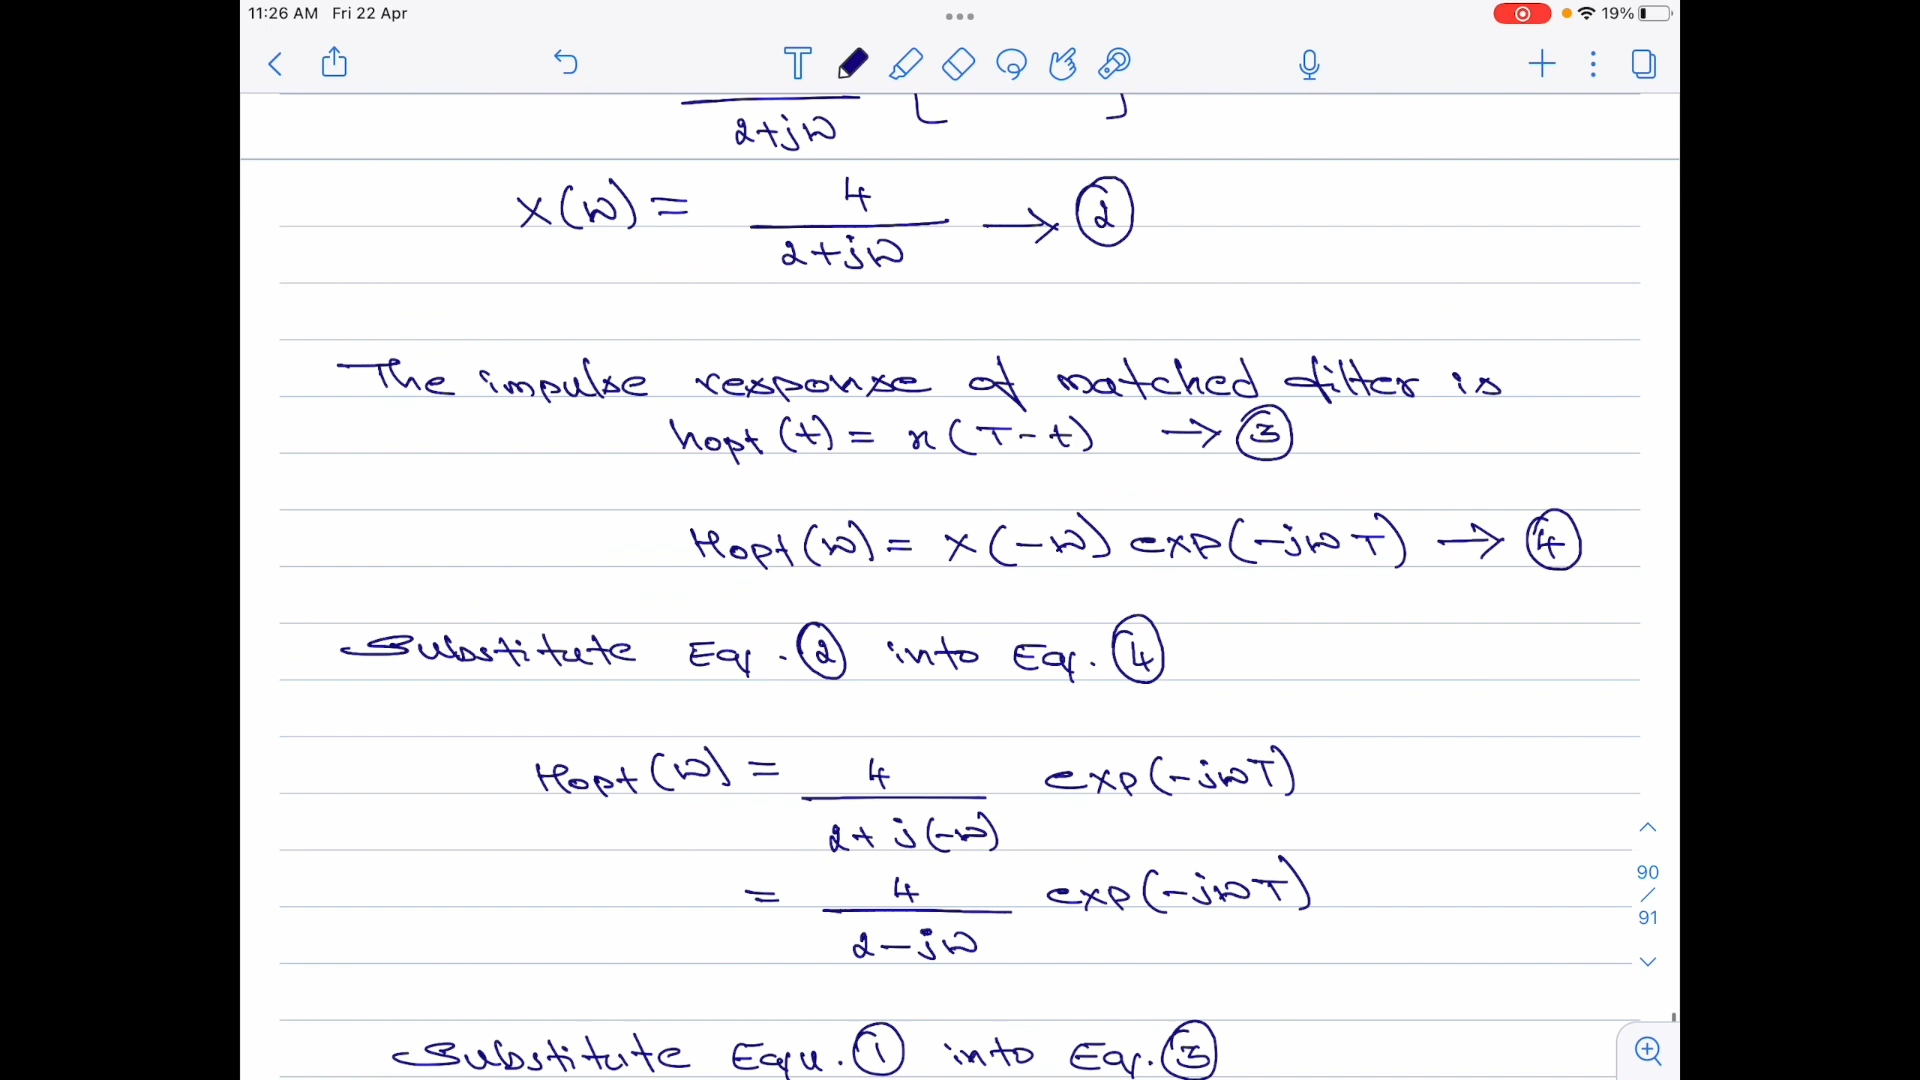 11:26 AM Fri 22 Apr
19%
2+jω
X(ω) = 4 / 2+jω → ②
The impulse response of matched filter is
hopt(t) = x(T-t) → ③
Hopt(ω) = X(-ω) exp(-jωT) → ④
Substitute Eq. ② into Eq. ④
Hopt(ω) = 4 / 2+j(-ω) exp(-jωT)
= 4 / 2-jω exp(-jωT)
90
/
91
Substitute Equ. ① into Eq. ③